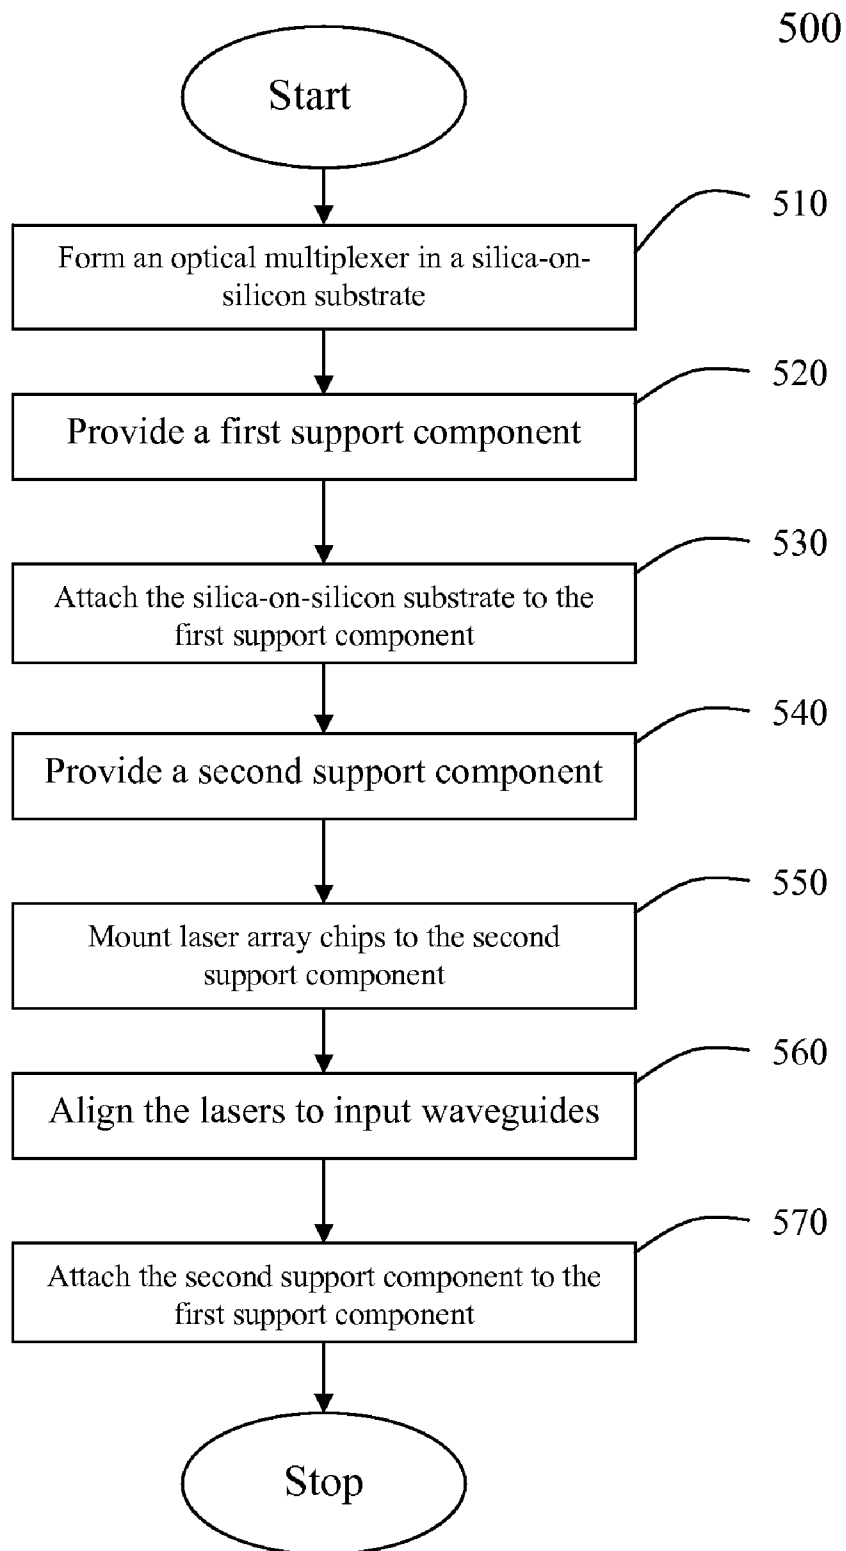 500
Start
510
Form an optical multiplexer in a silica-on-
silicon substrate
520
Provide a first support component
530
Attach the silica-on-silicon substrate to the
first support component
540
Provide a second support component
550
Mount laser array chips to the second
support component
560
Align the lasers to input waveguides
570
Attach the second support component to the
first support component
Stop